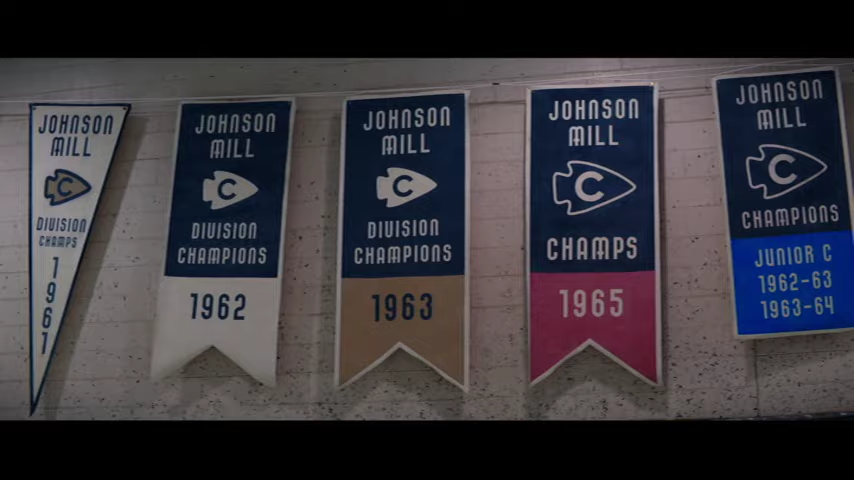 JOHNSON
MILL
C
DIVISION
CHAMPS
1
9
6
1
JOHNSON
MILL
C
DIVISION
CHAMPIONS
1962
JOHNSON
MILL
C
DIVISION
CHAMPIONS
1963
JOHNSON
MILL
C
CHAMPS
1965
JOHNSON
MILL
C
CHAMPIONS
JUNIOR C
1962-63
1963-64